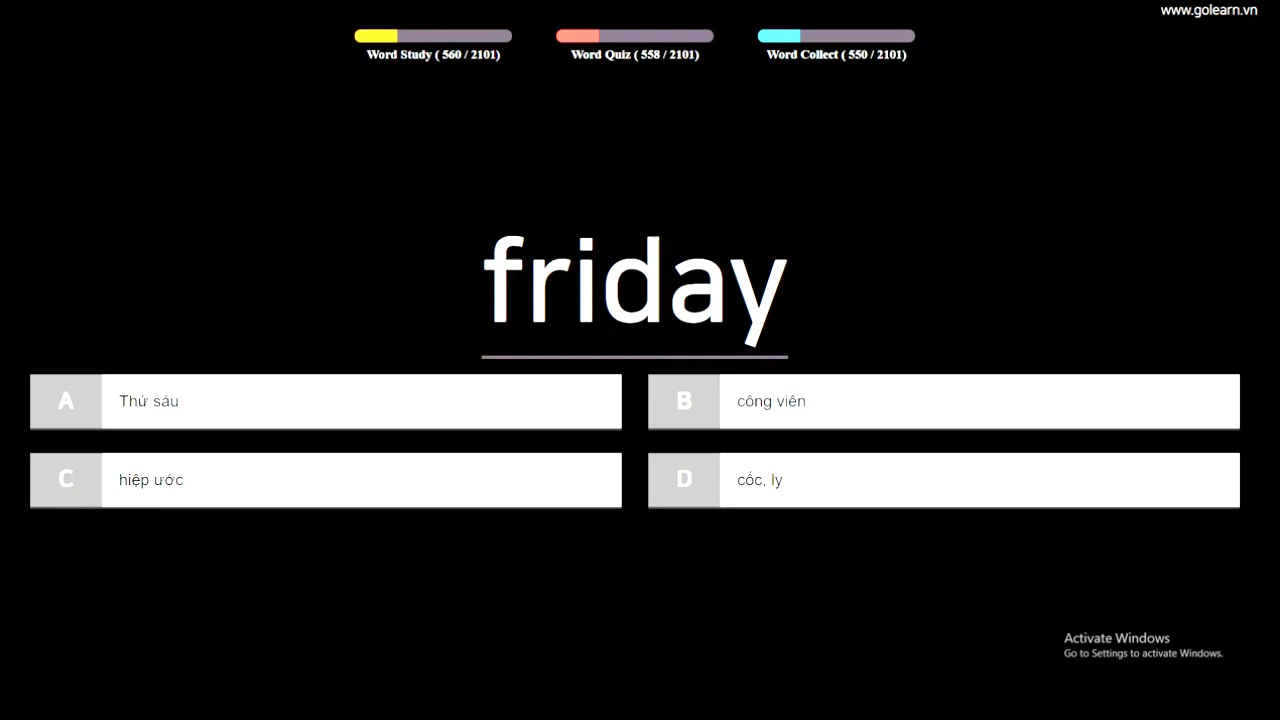 www.golearn.vn
Word Study ( 560 / 2101)
Word Quiz ( 558 / 2101)
Word Collect ( 550 / 2101)
friday
A Thứ sáu
B công viên
C hiệp ước
D cốc, ly
Activate Windows
Go to Settings to activate Windows.